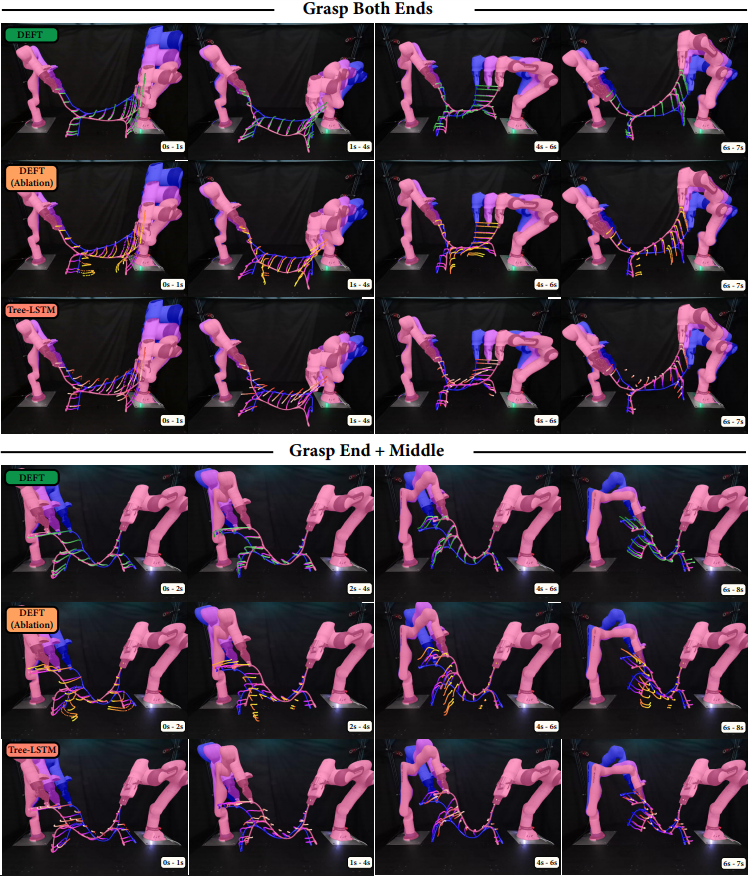 Grasp Both Ends
DEFT
0s - 1s
1s - 4s
4s - 6s
6s - 7s
DEFT
(Ablation)
0s - 1s
1s - 4s
4s - 6s
6s - 7s
Tree-LSTM
0s - 1s
1s - 4s
4s - 6s
6s - 7s
Grasp End + Middle
DEFT
0s - 2s
2s - 4s
4s - 6s
6s - 8s
DEFT
(Ablation)
0s - 2s
2s - 4s
4s - 6s
6s - 8s
Tree-LSTM
0s - 1s
1s - 4s
4s - 6s
6s - 7s